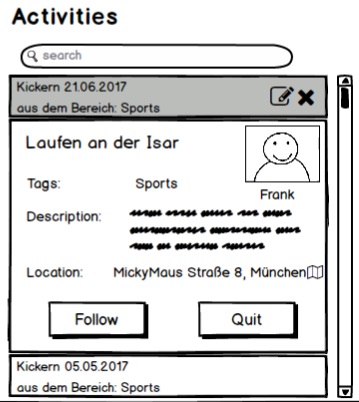 Activities
search
Kickern 21.06.2017
aus dem Bereich: Sports
Laufen an der Isar
Frank
Tags: Sports
Description:
Location: MickyMaus Straße 8, München
Follow Quit
Kickern 05.05.2017
aus dem Bereich: Sports